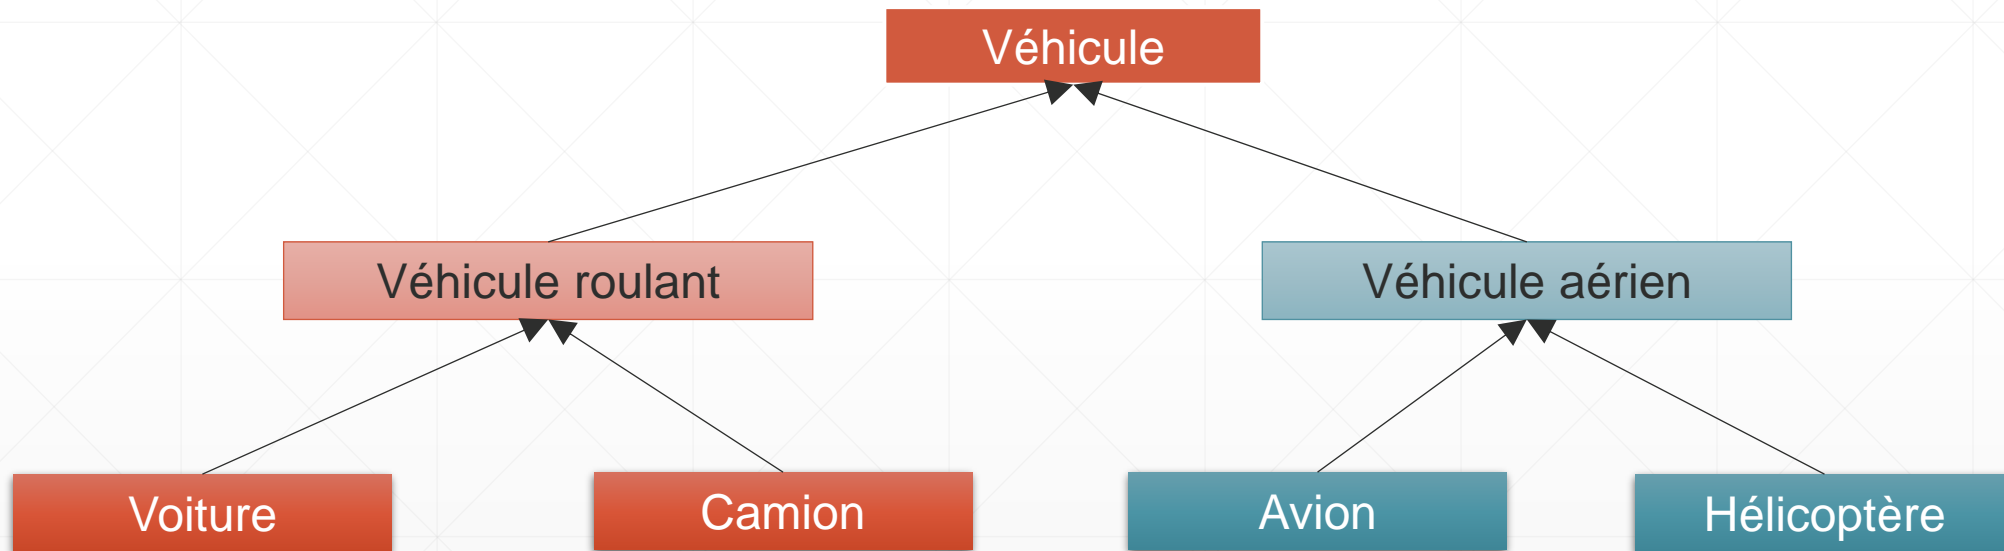 Véhicule
Véhicule roulant
Véhicule aérien
Voiture
Camion
Avion
Hélicoptère